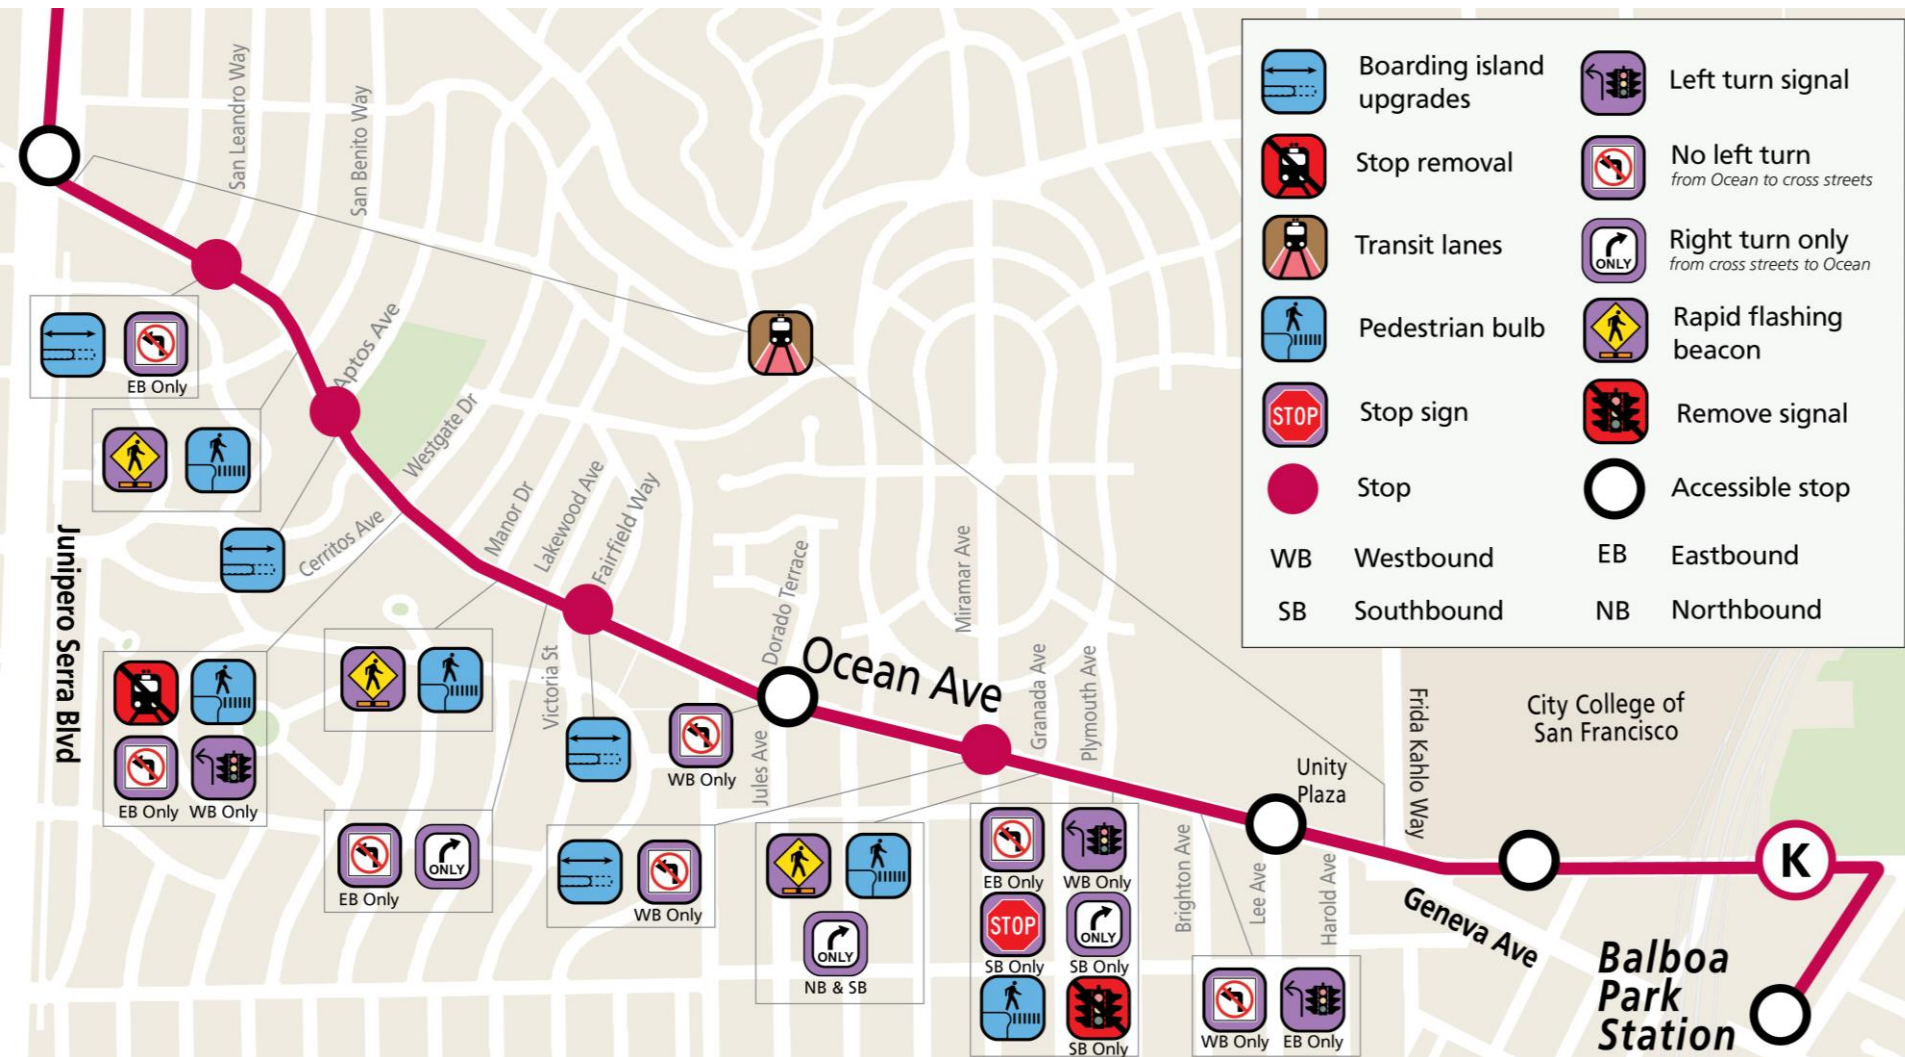 San Leandro Way
San Benito Way
Aptos Ave
Westgate Dr
Cerritos Ave
Manor Dr
Lakewood Ave
Fairfield Way
Victoria St
Dorado Terrace
Jules Ave
Ocean Ave
Miramar Ave
Granada Ave
Plymouth Ave
Brighton Ave
Lee Ave
Harold Ave
Unity
Plaza
Frida Kahlo Way
City College of
San Francisco
Geneva Ave
Junipero Serra Blvd
K
Balboa
Park
Station
EB Only
EB Only
WB Only
EB Only
ONLY
WB Only
WB Only
ONLY
NB & SB
EB Only
WB Only
STOP
ONLY
SB Only
SB Only
SB Only
WB Only
EB Only
Boarding island
upgrades
Stop removal
Transit lanes
Pedestrian bulb
STOP
Stop sign
Stop
WB
Westbound
SB
Southbound
Left turn signal
No left turn
from Ocean to cross streets
ONLY
Right turn only
from cross streets to Ocean
Rapid flashing
beacon
Remove signal
Accessible stop
EB
Eastbound
NB
Northbound